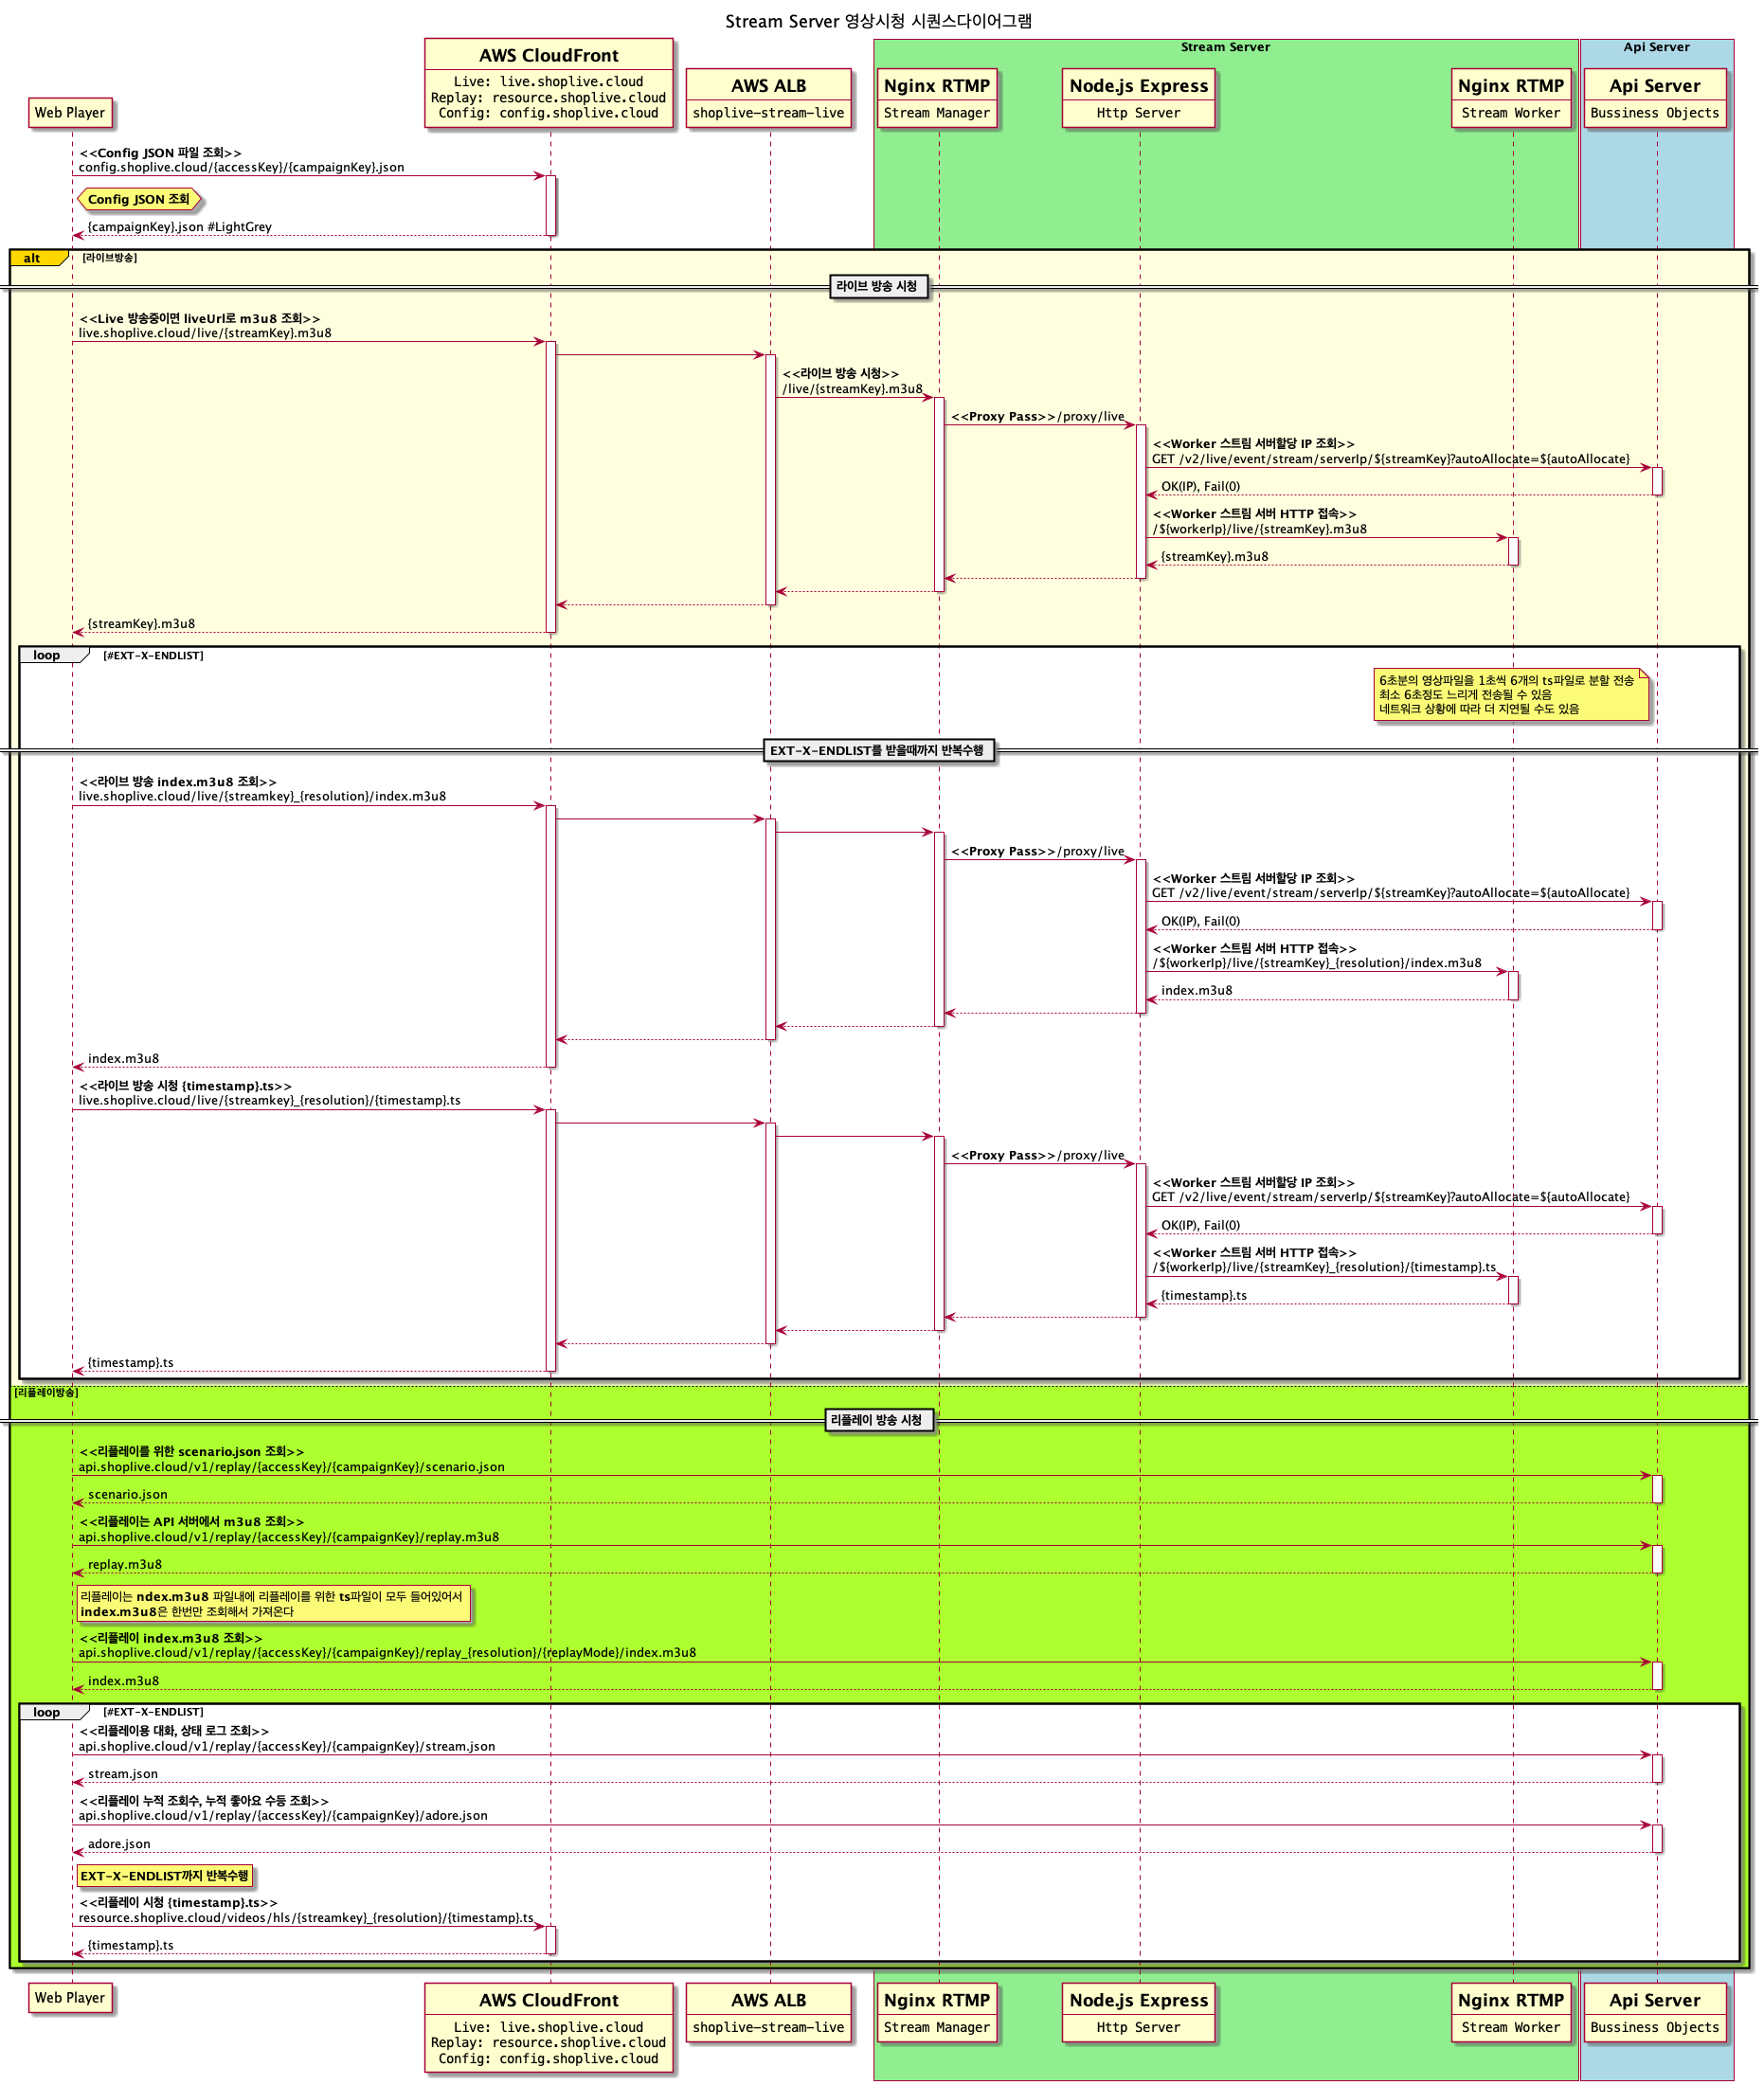 Stream Server 영상시청 시퀀스다이어그램
Stream Server
Api Server
Web Player
AWS CloudFront
Live: live.shoplive.cloud
Replay: resource.shoplive.cloud
Config: config.shoplive.cloud
AWS ALB
shoplive-stream-live
Nginx RTMP
Stream Manager
Node.js Express
Http Server
Nginx RTMP
Stream Worker
Api Server
Bussiness Objects
<<Config JSON 파일 조회>>
config.shoplive.cloud/{accessKey}/{campaignKey}.json
Config JSON 조회
{campaignKey}.json #LightGrey
alt
[라이브방송]
라이브 방송 시청
<<Live 방송중이면 liveUrl로 m3u8 조회>>
live.shoplive.cloud/live/{streamKey}.m3u8
<<라이브 방송 시청>>
/live/{streamKey}.m3u8
<<Proxy Pass>>/proxy/live
<<Worker 스트림 서버할당 IP 조회>>
GET /v2/live/event/stream/serverIp/${streamKey}?autoAllocate=${autoAllocate}
OK(IP), Fail(0)
<<Worker 스트림 서버 HTTP 접속>>
/${workerIp}/live/{streamKey}.m3u8
{streamKey}.m3u8
{streamKey}.m3u8
loop
[#EXT-X-ENDLIST]
6초분의 영상파일을 1초씩 6개의 ts파일로 분할 전송
최소 6초정도 느리게 전송될 수 있음
네트워크 상황에 따라 더 지연될 수도 있음
EXT-X-ENDLIST를 받을때까지 반복수행
<<라이브 방송 index.m3u8 조회>>
live.shoplive.cloud/live/{streamkey}_{resolution}/index.m3u8
<<Proxy Pass>>/proxy/live
<<Worker 스트림 서버할당 IP 조회>>
GET /v2/live/event/stream/serverIp/${streamKey}?autoAllocate=${autoAllocate}
OK(IP), Fail(0)
<<Worker 스트림 서버 HTTP 접속>>
/${workerIp}/live/{streamKey}_{resolution}/index.m3u8
index.m3u8
index.m3u8
<<라이브 방송 시청 {timestamp}.ts>>
live.shoplive.cloud/live/{streamkey}_{resolution}/{timestamp}.ts
<<Proxy Pass>>/proxy/live
<<Worker 스트림 서버할당 IP 조회>>
GET /v2/live/event/stream/serverIp/${streamKey}?autoAllocate=${autoAllocate}
OK(IP), Fail(0)
<<Worker 스트림 서버 HTTP 접속>>
/${workerIp}/live/{streamKey}_{resolution}/{timestamp}.ts
{timestamp}.ts
{timestamp}.ts
[리플레이방송]
리플레이 방송 시청
<<리플레이를 위한 scenario.json 조회>>
api.shoplive.cloud/v1/replay/{accessKey}/{campaignKey}/scenario.json
scenario.json
<<리플레이는 API 서버에서 m3u8 조회>>
api.shoplive.cloud/v1/replay/{accessKey}/{campaignKey}/replay.m3u8
replay.m3u8
리플레이는 ndex.m3u8 파일내에 리플레이를 위한 ts파일이 모두 들어있어서
index.m3u8은 한번만 조회해서 가져온다
<<리플레이 index.m3u8 조회>>
api.shoplive.cloud/v1/replay/{accessKey}/{campaignKey}/replay_{resolution}/{replayMode}/index.m3u8
index.m3u8
loop
[#EXT-X-ENDLIST]
<<리플레이용 대화, 상태 로그 조회>>
api.shoplive.cloud/v1/replay/{accessKey}/{campaignKey}/stream.json
stream.json
<<리플레이 누적 조회수, 누적 좋아요 수등 조회>>
api.shoplive.cloud/v1/replay/{accessKey}/{campaignKey}/adore.json
adore.json
EXT-X-ENDLIST까지 반복수행
<<리플레이 시청 {timestamp}.ts>>
resource.shoplive.cloud/videos/hls/{streamkey}_{resolution}/{timestamp}.ts
{timestamp}.ts
Web Player
AWS CloudFront
Live: live.shoplive.cloud
Replay: resource.shoplive.cloud
Config: config.shoplive.cloud
AWS ALB
shoplive-stream-live
Nginx RTMP
Stream Manager
Node.js Express
Http Server
Nginx RTMP
Stream Worker
Api Server
Bussiness Objects